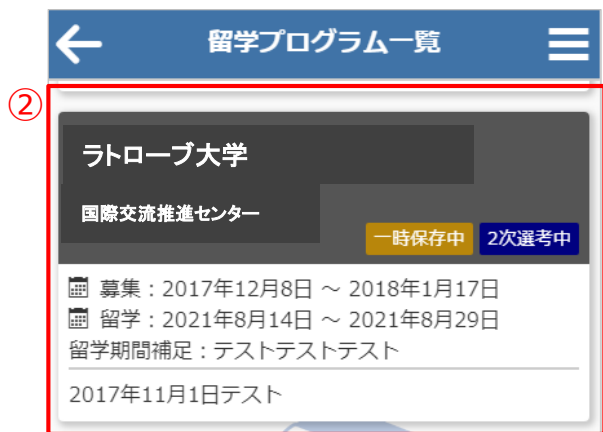 留学プログラム一覧
②
ラトローブ大学
国際交流推進センター
一時保存中 2次選考中
募集：2017年12月8日 ～ 2018年1月17日
留学：2021年8月14日 ～ 2021年8月29日
留学期間補足：テストテストテスト
2017年11月1日テスト